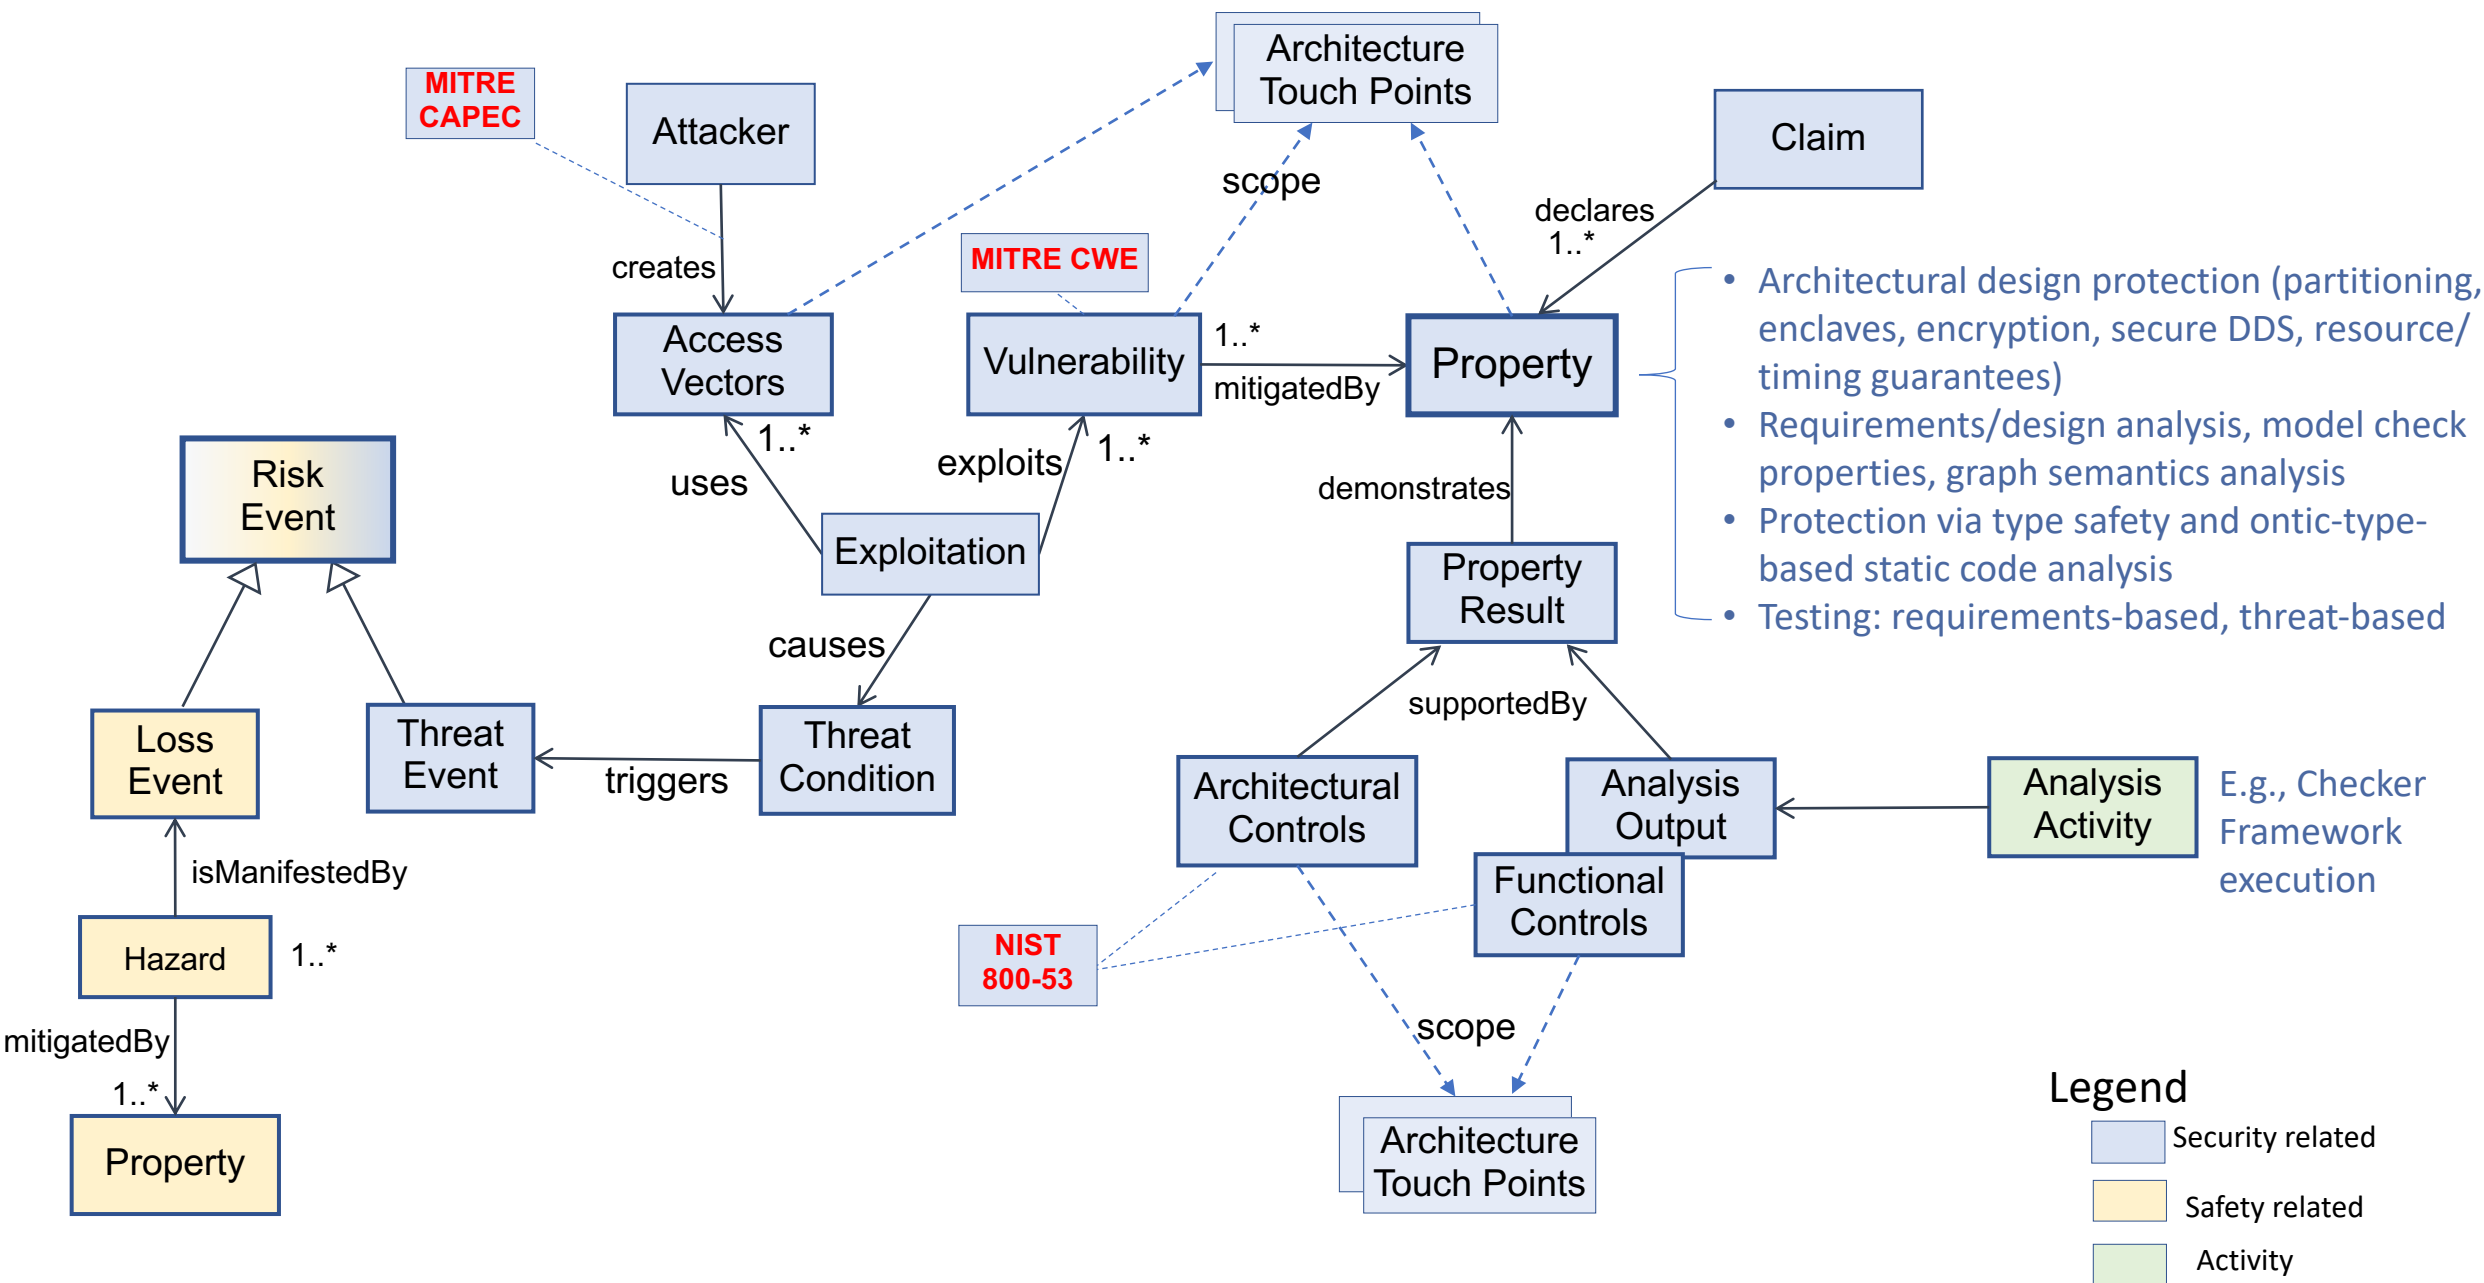 Architecture
Touch Points
MITRE
CAPEC
Attacker
Claim
scope
declares
1..*
creates
MITRE CWE
• Architectural design protection (partitioning,
enclaves, encryption, secure DDS, resource/
timing guarantees)
• Requirements/design analysis, model check
properties, graph semantics analysis
• Protection via type safety and ontic-type-
based static code analysis
• Testing: requirements-based, threat-based
Access
Vectors
Vulnerability
1..*
mitigatedBy
Property
1..*
uses
exploits
1..*
demonstrates
Risk
Event
Exploitation
Property
Result
causes
supportedBy
Loss
Event
Threat
Event
triggers
Threat
Condition
Architectural
Controls
Analysis
Output
Analysis
Activity
E.g., Checker
Framework
execution
isManifestedBy
Functional
Controls
Hazard
1..*
NIST
800-53
mitigatedBy
1..*
scope
Property
Architecture
Touch Points
Legend
Security related
Safety related
Activity